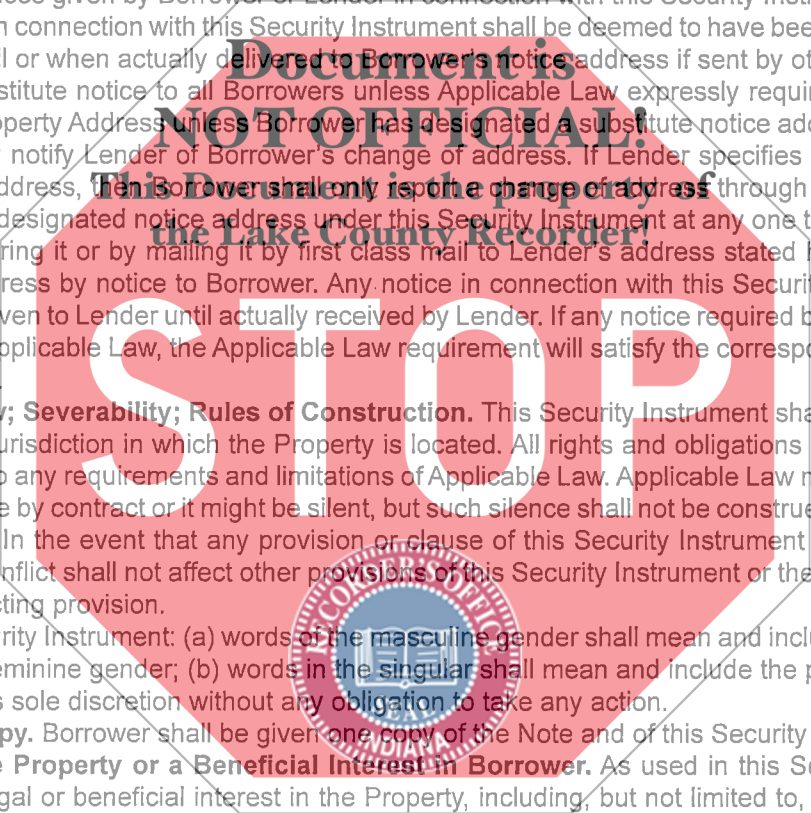 n connection with this Security Instrument shall be deemed to have bee
l or when actually delivered to Borrower's notice address if sent by ot
stitute notice to all Borrowers unless Applicable Law expressly requir
operty Address unless Borrower has designated a substitute notice add
notify Lender of Borrower's change of address. If Lender specifies
ddress, then Borrower shall only report a change of address through
designated notice address under this Security Instrument at any one t
ring it or by mailing it by first class mail to Lender's address stated h
ress by notice to Borrower. Any notice in connection with this Securit
ven to Lender until actually received by Lender. If any notice required b
pplicable Law, the Applicable Law requirement will satisfy the correspo
y; Severability; Rules of Construction. This Security Instrument sha
urisdiction in which the Property is located. All rights and obligations
o any requirements and limitations of Applicable Law. Applicable Law m
e by contract or it might be silent, but such silence shall not be construe
In the event that any provision or clause of this Security Instrument
nflict shall not affect other provisions of this Security Instrument or the
cting provision.
rity Instrument: (a) words of the masculine gender shall mean and inclu
eminine gender; (b) words in the singular shall mean and include the p
s sole discretion without any obligation to take any action.
py. Borrower shall be given one copy of the Note and of this Security
e Property or a Beneficial Interest in Borrower. As used in this Se
gal or beneficial interest in the Property, including, but not limited to,
Document is
NOT OFFICIAL!
This Document is the property of
the Lake County Recorder!
STOP
RECORDER'S OFFICE
SEAL
INDIANA